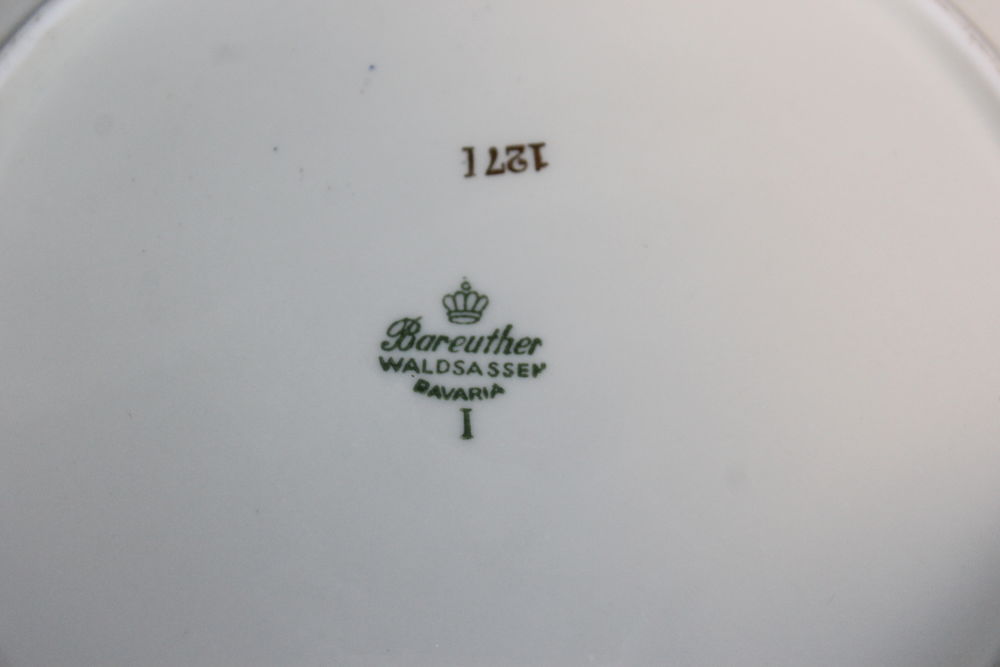 1271
Bareuther
WALDSASSEN
BAVARIA
I